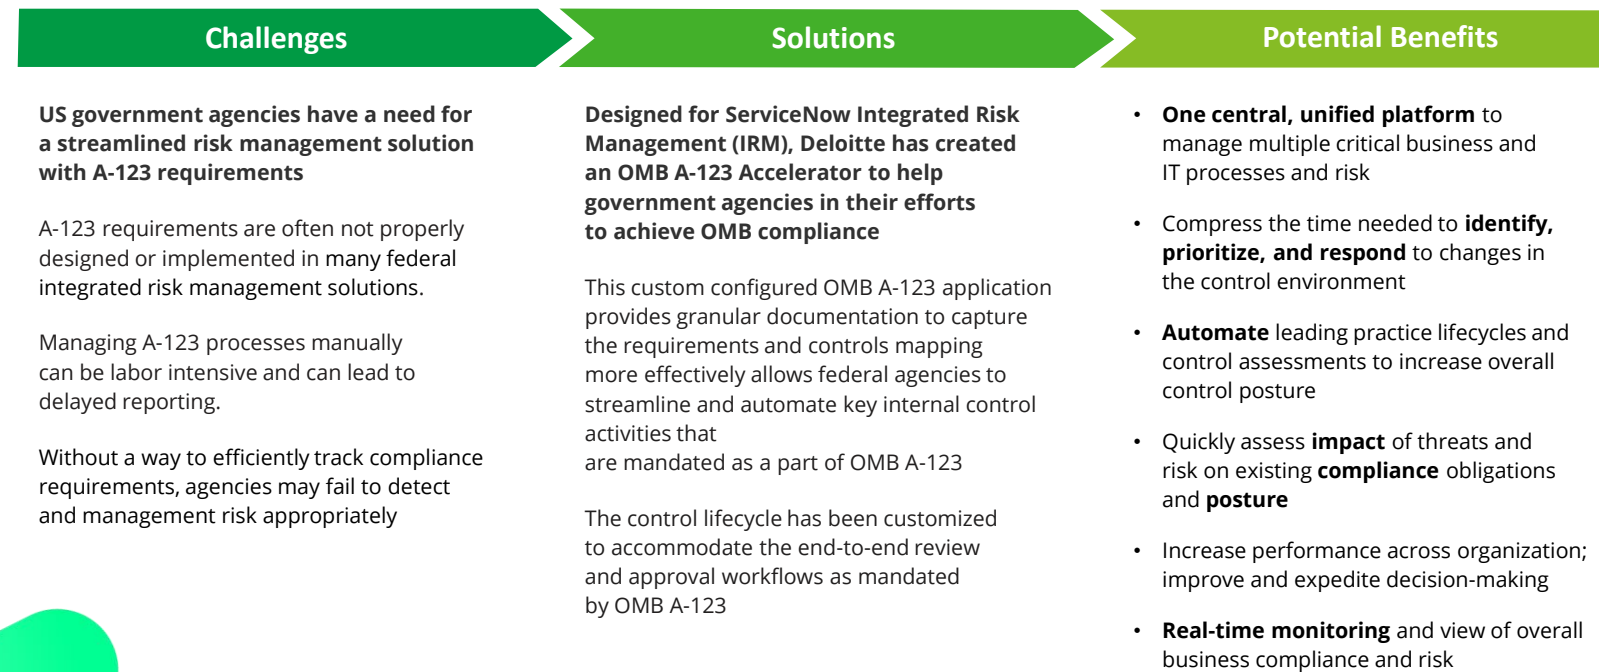 Challenges
US government agencies have a need for
a streamlined risk management solution
with A-123 requirements
A-123 requirements are often not properly
designed or implemented in many federal
integrated risk management solutions.
Managing A-123 processes manually
can be labor intensive and can lead to
delayed reporting.
Without a way to efficiently track compliance
requirements, agencies may fail to detect
and management risk appropriately
Solutions
Designed for ServiceNow Integrated Risk
Management (IRM), Deloitte has created
an OMB A-123 Accelerator to help
government agencies in their efforts
to achieve OMB compliance
This custom configured OMB A-123 application
provides granular documentation to capture
the requirements and controls mapping
more effectively allows federal agencies to
streamline and automate key internal control
activities that
are mandated as a part of OMB A-123
The control lifecycle has been customized
to accommodate the end-to-end review
and approval workflows as mandated
by OMB A-123
Potential Benefits
• One central, unified platform to
manage multiple critical business and
IT processes and risk
• Compress the time needed to identify,
prioritize, and respond to changes in
the control environment
• Automate leading practice lifecycles and
control assessments to increase overall
control posture
• Quickly assess impact of threats and
risk on existing compliance obligations
and posture
• Increase performance across organization;
improve and expedite decision-making
• Real-time monitoring and view of overall
business compliance and risk